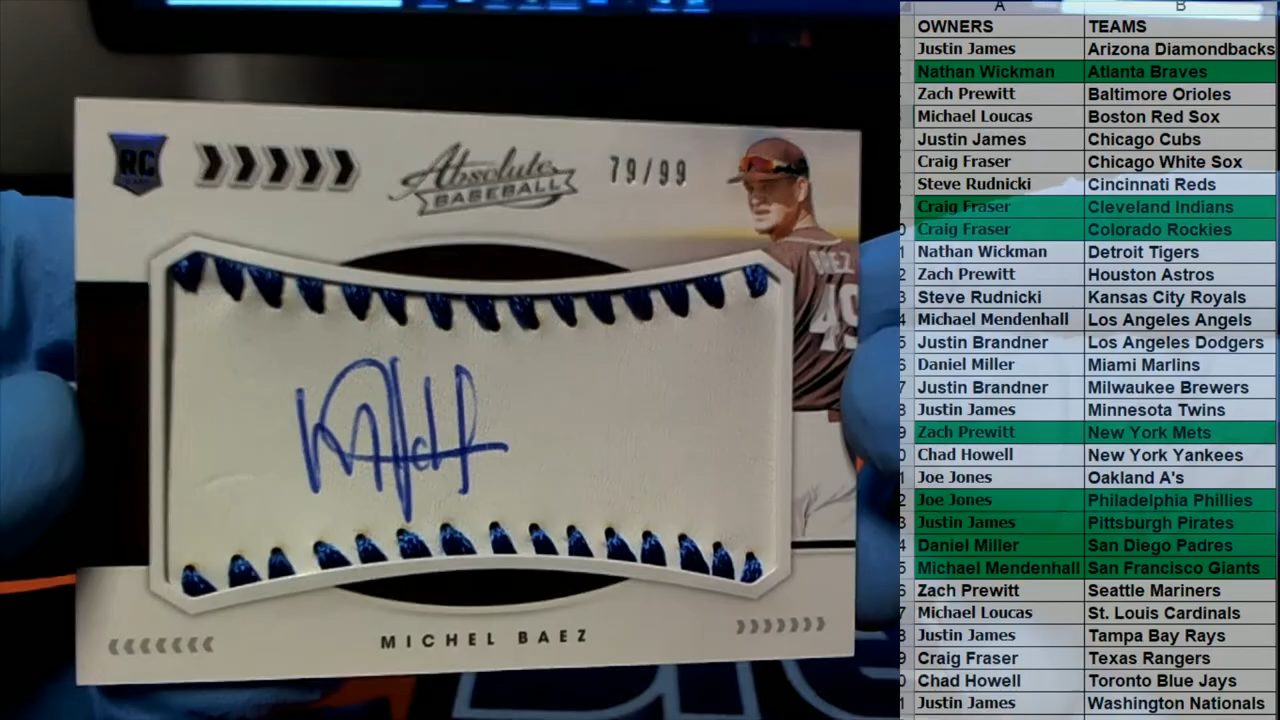 RC
Absolute
BASEBALL
79/99
BAEZ
49
MICHEL BAEZ
A B
OWNERS TEAMS
Justin James Arizona Diamondbacks
Nathan Wickman Atlanta Braves
Zach Prewitt Baltimore Orioles
Michael Loucas Boston Red Sox
Justin James Chicago Cubs
Craig Fraser Chicago White Sox
Steve Rudnicki Cincinnati Reds
Craig Fraser Cleveland Indians
Craig Fraser Colorado Rockies
Nathan Wickman Detroit Tigers
Zach Prewitt Houston Astros
Steve Rudnicki Kansas City Royals
Michael Mendenhall Los Angeles Angels
Justin Brandner Los Angeles Dodgers
Daniel Miller Miami Marlins
Justin Brandner Milwaukee Brewers
Justin James Minnesota Twins
Zach Prewitt New York Mets
Chad Howell New York Yankees
Joe Jones Oakland A's
Joe Jones Philadelphia Phillies
Justin James Pittsburgh Pirates
Daniel Miller San Diego Padres
Michael Mendenhall San Francisco Giants
Zach Prewitt Seattle Mariners
Michael Loucas St. Louis Cardinals
Justin James Tampa Bay Rays
Craig Fraser Texas Rangers
Chad Howell Toronto Blue Jays
Justin James Washington Nationals